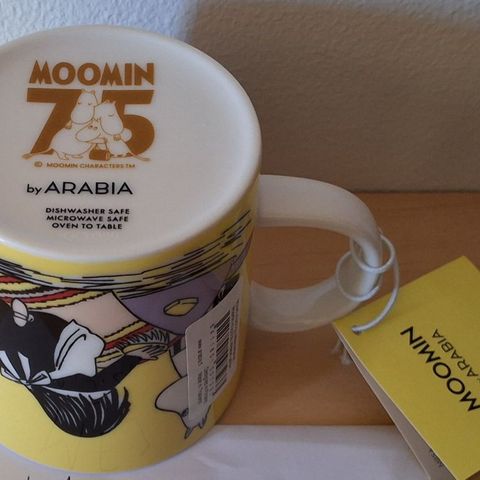 MOOMIN
75
© MOOMIN CHARACTERS™
by ARABIA
DISHWASHER SAFE
MICROWAVE SAFE
OVEN TO TABLE
MOOMIN
ARABIA